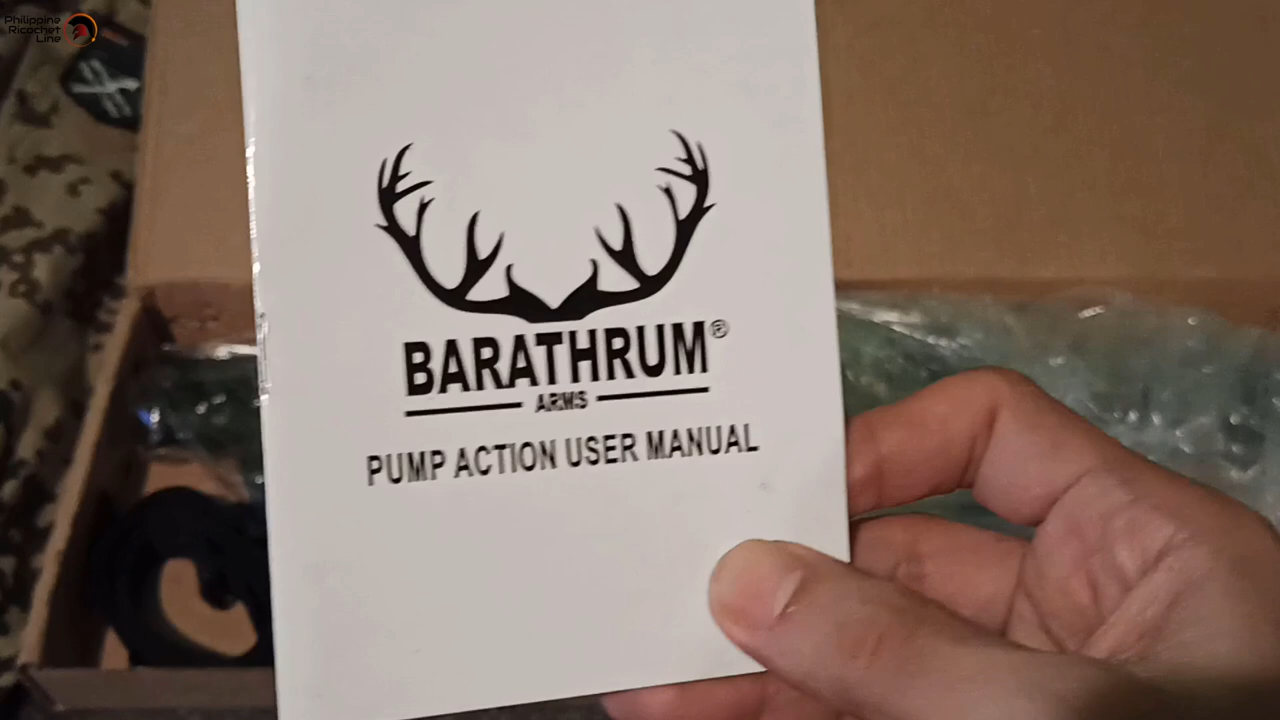 Philippine
Ricochet
Line
BARATHRUM®
ARMS
PUMP ACTION USER MANUAL